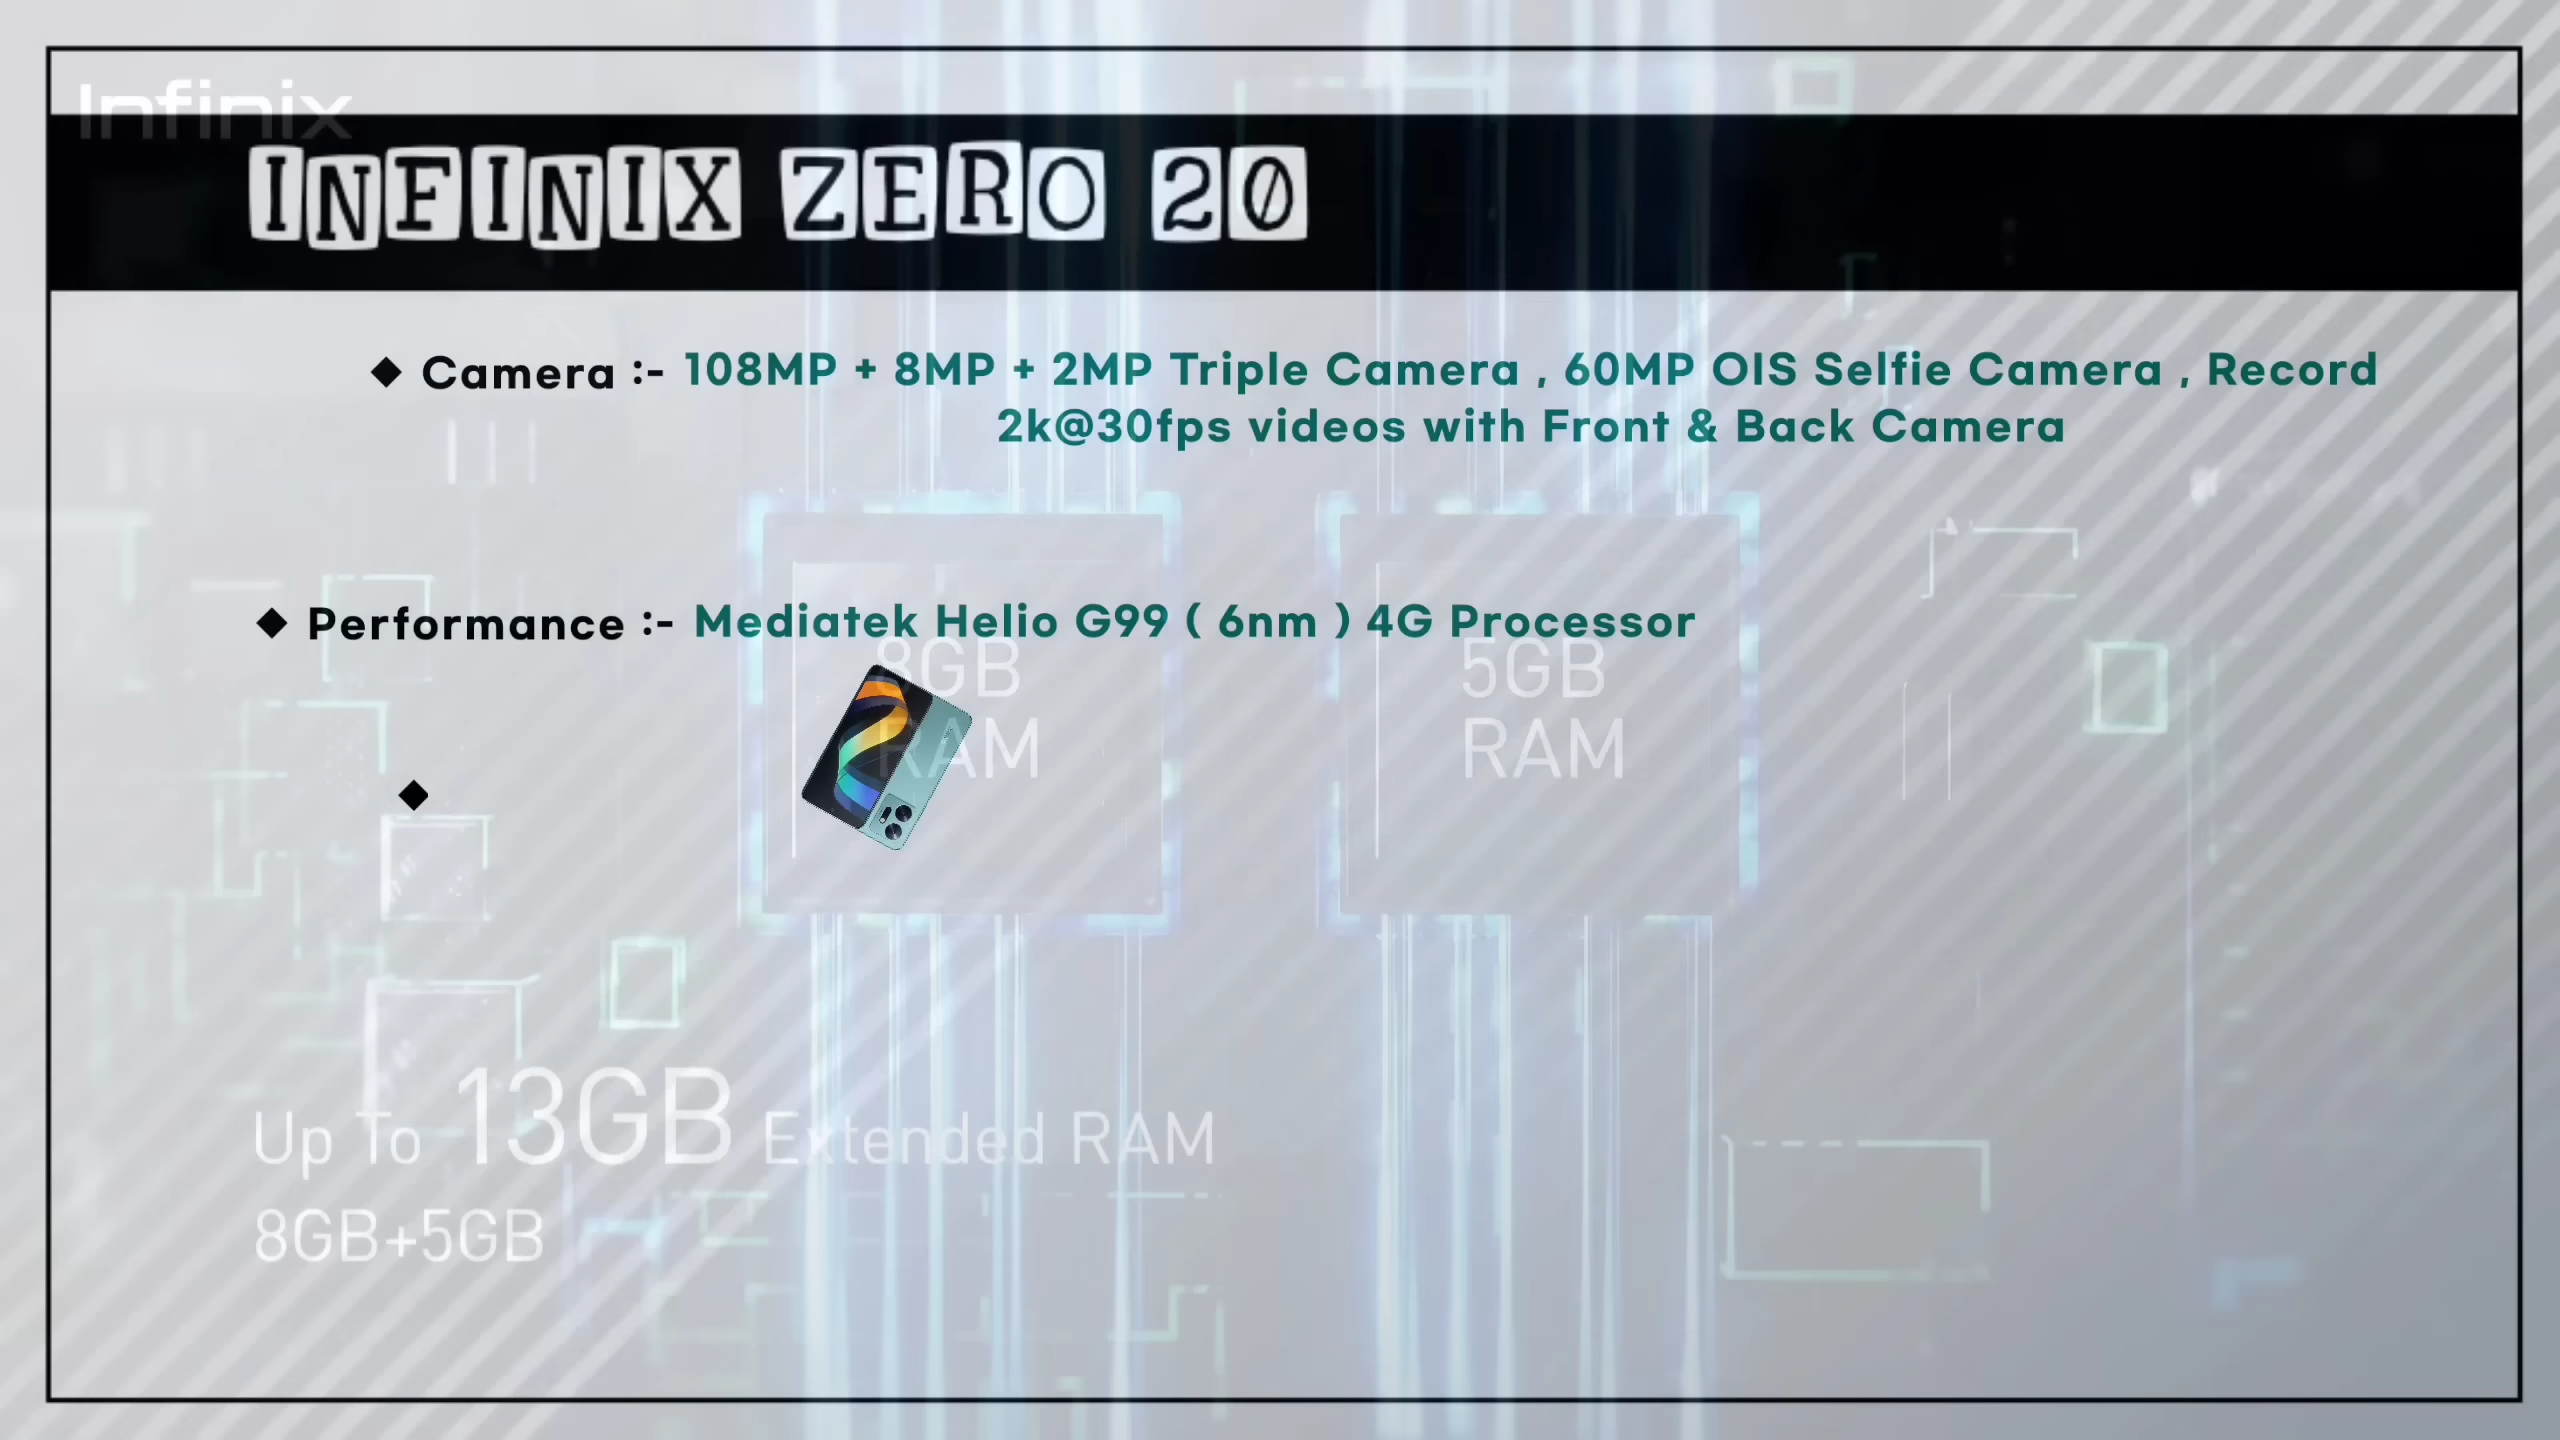 Infinix
INFINIX ZERO 20
◆ Camera :- 108MP + 8MP + 2MP Triple Camera , 60MP OIS Selfie Camera , Record
2k@30fps videos with Front & Back Camera
◆ Performance :- Mediatek Helio G99 ( 6nm ) 4G Processor
8GB
RAM
5GB
RAM
◆
Up To 13GB Extended RAM
8GB+5GB